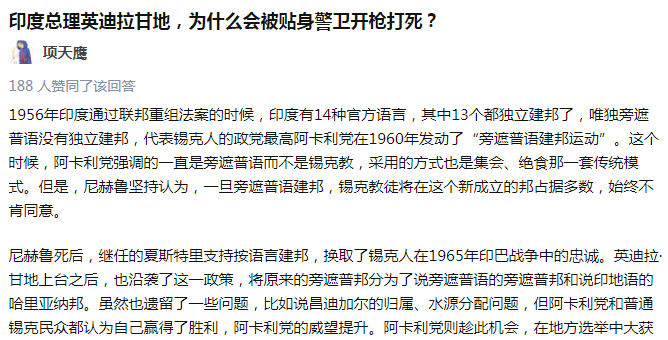 印度总理英迪拉甘地，为什么会被贴身警卫开枪打死？
项天鹰
188 人赞同了该回答
1956年印度通过联邦重组法案的时候，印度有14种官方语言，其中13个都独立建邦了，唯独旁遮
普语没有独立建邦，代表锡克人的政党最高阿卡利党在1960年发动了“旁遮普语建邦运动”。这个
时候，阿卡利党强调的一直是旁遮普语而不是锡克教，采用的方式也是集会、绝食那一套传统模
式。但是，尼赫鲁坚持认为，一旦旁遮普语建邦，锡克教徒将在这个新成立的邦占据多数，始终不
肯同意。
尼赫鲁死后，继任的夏斯特里支持按语言建邦，换取了锡克人在1965年印巴战争中的忠诚。英迪拉·
甘地上台之后，也沿袭了这一政策，将原来的旁遮普邦分为了说旁遮普语的旁遮普邦和说印地语的
哈里亚纳邦。虽然也遗留了一些问题，比如说昌迪加尔的归属、水源分配问题，但阿卡利党和普通
锡克民众都认为自己赢得了胜利，阿卡利党的威望提升。阿卡利党则趁此机会，在地方选举中大获